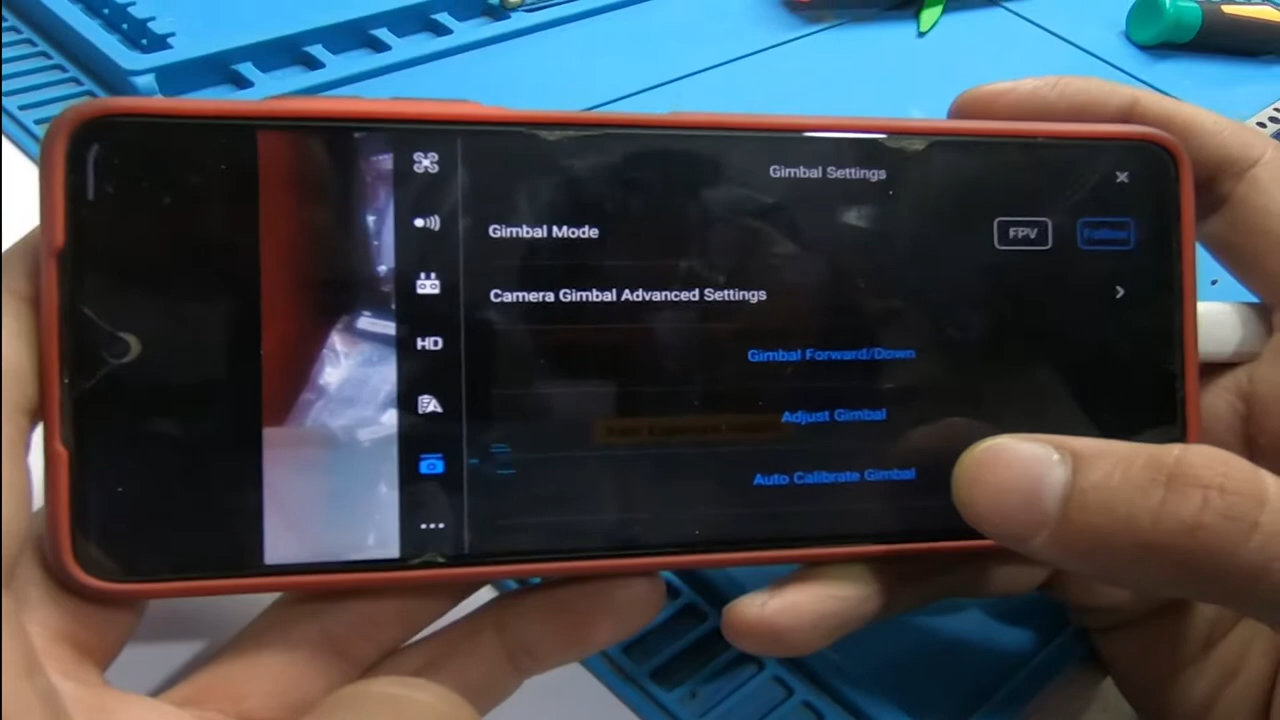 Gimbal Settings
Gimbal Mode
FPV
Follow
Camera Gimbal Advanced Settings
HD
Gimbal Forward/Down
Adjust Gimbal
Auto Calibrate Gimbal